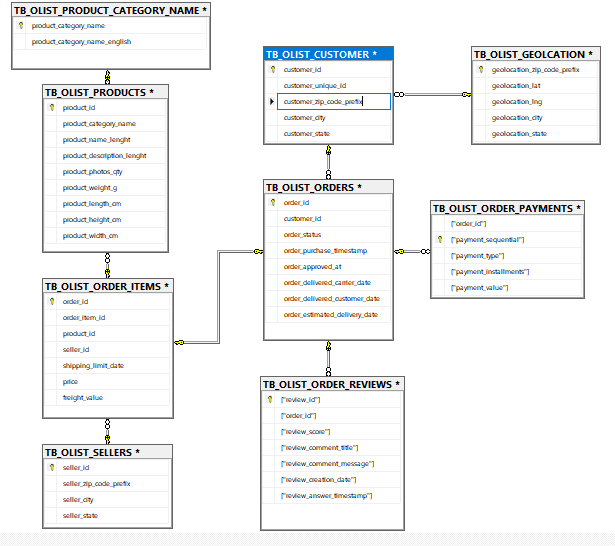 TB_OLIST_PRODUCT_CATEGORY_NAME *
product_category_name
product_category_name_english
TB_OLIST_PRODUCTS *
product_id
product_category_name
product_name_lenght
product_description_lenght
product_photos_qty
product_weight_g
product_length_cm
product_height_cm
product_width_cm
TB_OLIST_ORDER_ITEMS *
order_id
order_item_id
product_id
seller_id
shipping_limit_date
price
freight_value
TB_OLIST_SELLERS *
seller_id
seller_zip_code_prefix
seller_city
seller_state
TB_OLIST_CUSTOMER *
customer_id
customer_unique_id
customer_zip_code_prefix
customer_city
customer_state
TB_OLIST_ORDERS *
order_id
customer_id
order_status
order_purchase_timestamp
order_approved_at
order_delivered_carrier_date
order_delivered_customer_date
order_estimated_delivery_date
TB_OLIST_ORDER_REVIEWS *
["review_id"]
["order_id"]
["review_score"]
["review_comment_title"]
["review_comment_message"]
["review_creation_date"]
["review_answer_timestamp"]
TB_OLIST_GEOLCATION *
geolocation_zip_code_prefix
geolocation_lat
geolocation_lng
geolocation_city
geolocation_state
TB_OLIST_ORDER_PAYMENTS *
["order_id"]
["payment_sequential"]
["payment_type"]
["payment_installments"]
["payment_value"]